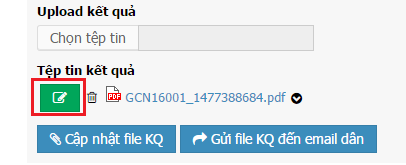 Upload kết quả
Chọn tệp tin
Tệp tin kết quả
PDF GCN16001_1477388684.pdf
Cập nhật file KQ Gửi file KQ đến email dân